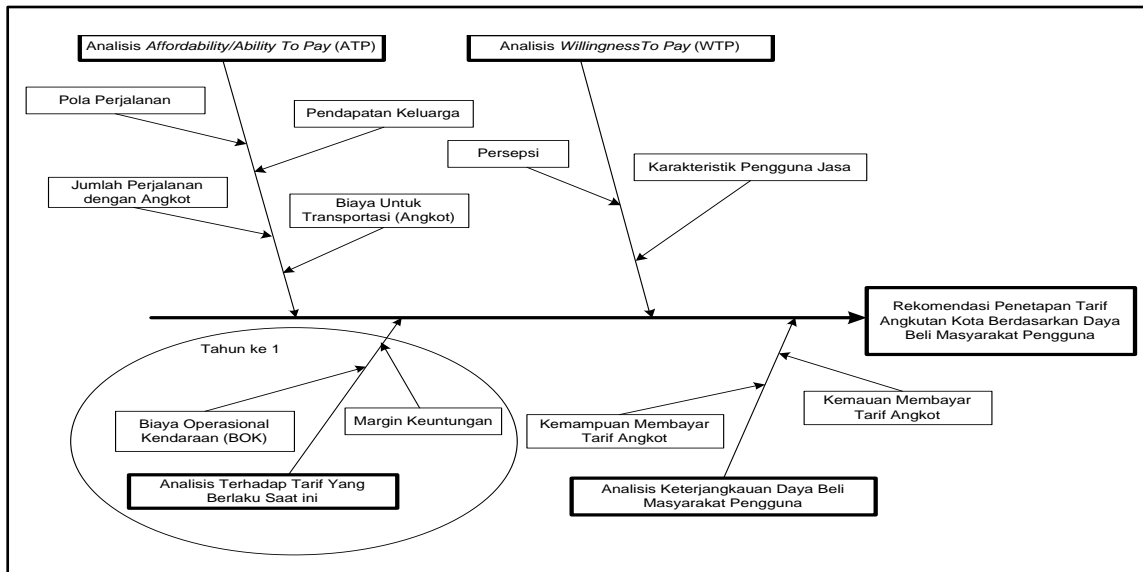 Analisis Affordability/Ability To Pay (ATP)
Analisis WillingnessTo Pay (WTP)
Pola Perjalanan
Pendapatan Keluarga
Persepsi
Karakteristik Pengguna Jasa
Jumlah Perjalanan
dengan Angkot
Biaya Untuk
Transportasi (Angkot)
Rekomendasi Penetapan Tarif
Angkutan Kota Berdasarkan Daya
Beli Masyarakat Pengguna
Tahun ke 1
Biaya Operasional
Kendaraan (BOK)
Margin Keuntungan
Analisis Terhadap Tarif Yang
Berlaku Saat ini
Kemampuan Membayar
Tarif Angkot
Kemauan Membayar
Tarif Angkot
Analisis Keterjangkauan Daya Beli
Masyarakat Pengguna